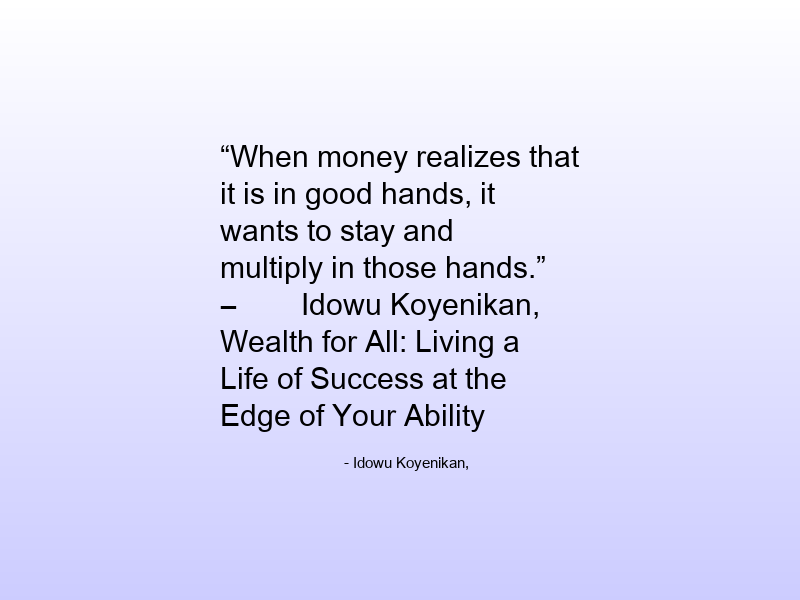 “When money realizes that
it is in good hands, it
wants to stay and
multiply in those hands.”
–        Idowu Koyenikan,
Wealth for All: Living a
Life of Success at the
Edge of Your Ability
- Idowu Koyenikan,